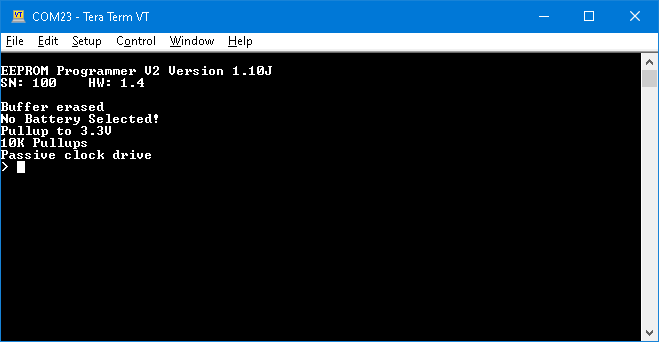 VT COM23 - Tera Term VT
File Edit Setup Control Window Help
EEPROM Programmer V2 Version 1.10J
SN: 100    HW: 1.4
Buffer erased
No Battery Selected!
Pullup to 3.3V
10K Pullups
Passive clock drive
>